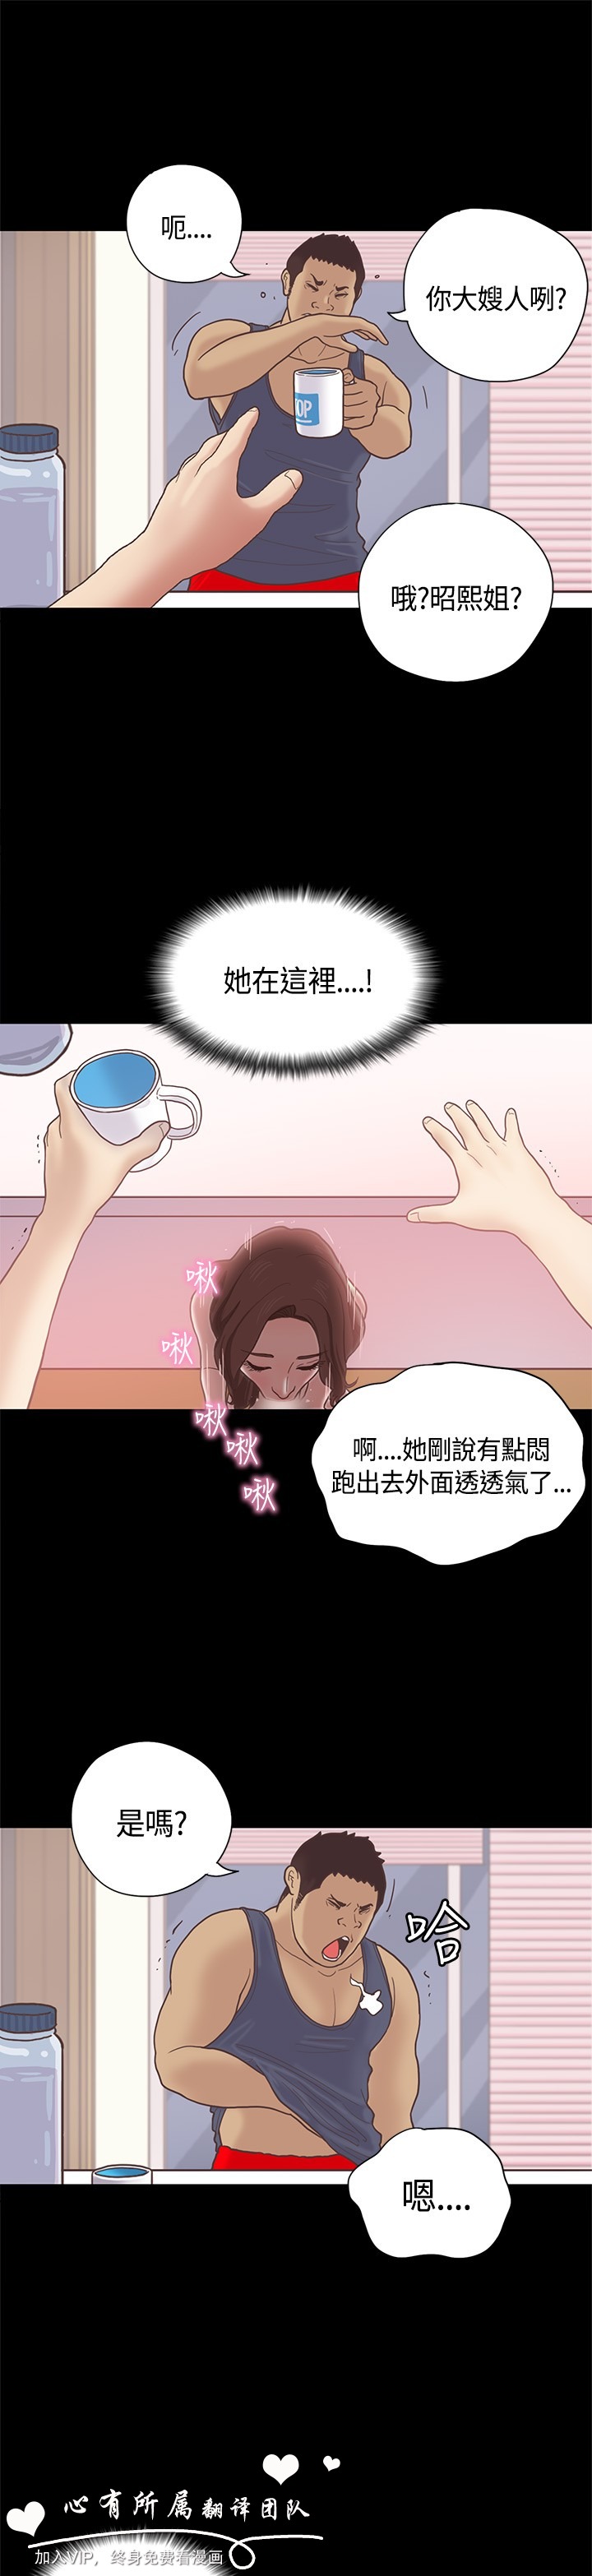 呃....
你大嫂人咧?
TOP
哦?昭熙姐?
她在這裡....!
啾
啾
啾
啾
啾
啊....她剛說有點悶
跑出去外面透透氣了...
是嗎?
哈
嗯....
心有所属翻译团队
加入VIP，终身免费看漫画